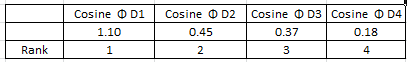 Cosine Φ D1 Cosine Φ D2 Cosine Φ D3 Cosine Φ D4
1.10 0.45 0.37 0.18
Rank 1 2 3 4